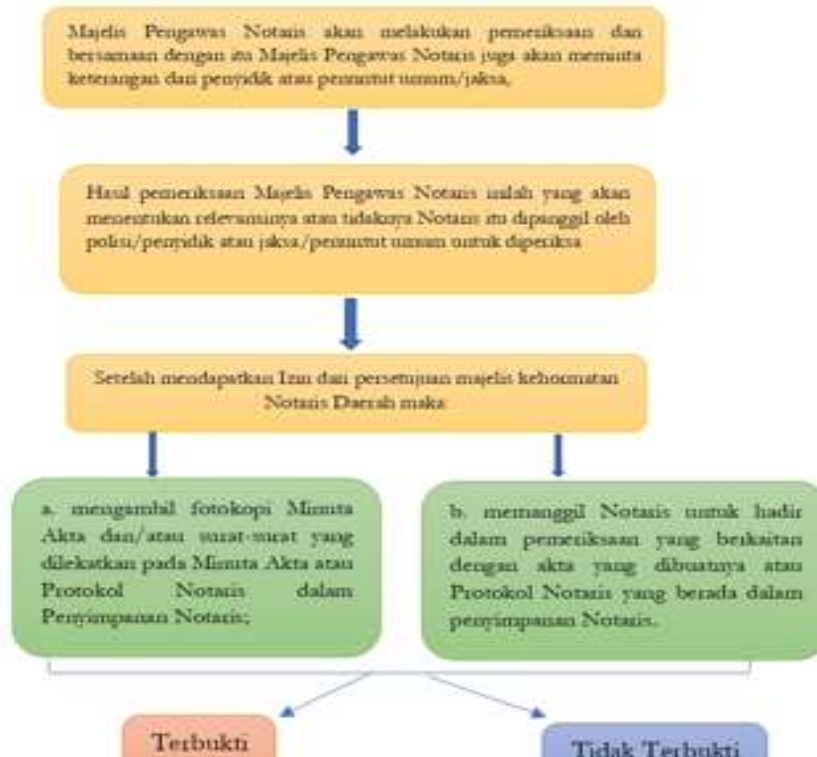 Majelis Pengawas Notaris akan melakukan pemeriksaan dan
bersamaan dengan itu Majelis Pengawas Notaris juga akan meminta
keterangan dari penyidik atau penuntut umum/jaksa,
Hasil pemeriksaan Majelis Pengawas Notaris inilah yang akan
menentukan relevansinya atau tidaknya Notaris itu dipanggil oleh
polisi/penyidik atau jaksa/penuntut umum untuk diperiksa
Setelah mendapatkan Izin dan persetujuan majelis kehormatan
Notaris Daerah maka
a. mengambil fotokopi Minuta
Akta dan/atau surat-surat yang
dilekatkan pada Minuta Akta atau
Protokol Notaris dalam
Penyimpanan Notaris;
b. memanggil Notaris untuk hadir
dalam pemeriksaan yang berkaitan
dengan akta yang dibuatnya atau
Protokol Notaris yang berada dalam
penyimpanan Notaris.
Terbukti
Tidak Terbukti